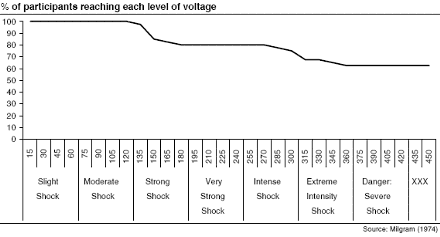 % of participants reaching each level of voltage
100
90
80
70
60
50
40
30
20
10
0
15 30 45 60 75 90 105 120 135 150 165 180 195 210 225 240 255 270 285 300 315 330 345 360 375 390 405 420 435 450
Slight Moderate Strong Very Intense Extreme Danger: XXX
Shock Shock Shock Strong Shock Intensity Severe
Shock Shock Shock
Source: Milgram (1974)